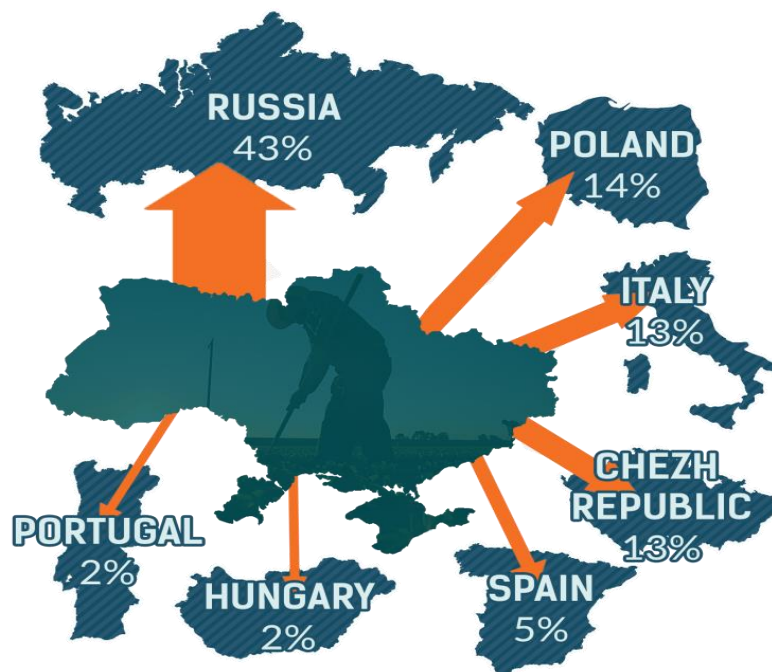 RUSSIA
43%
POLAND
14%
ITALY
13%
CHEZH
REPUBLIC
13%
SPAIN
5%
HUNGARY
2%
PORTUGAL
2%